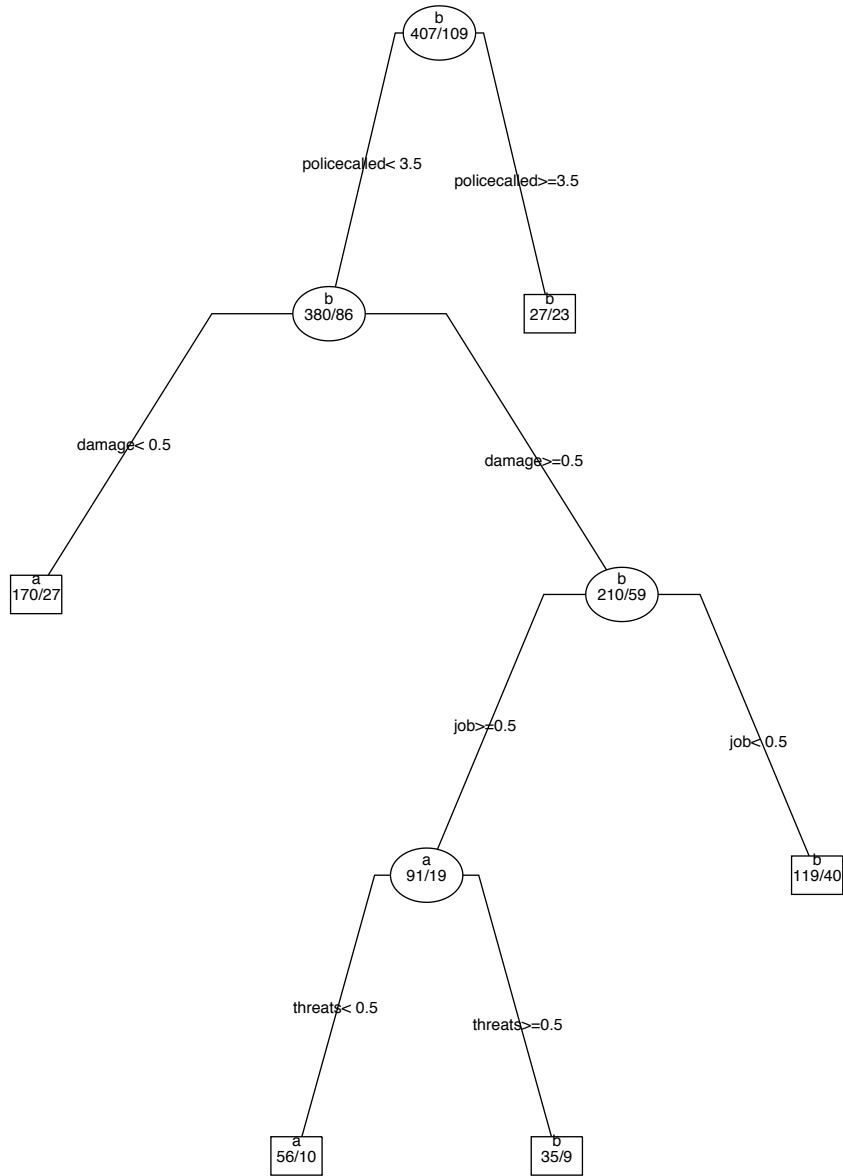 b
407/109
policecalled< 3.5
policecalled>=3.5
b
380/86
b
27/23
damage< 0.5
damage>=0.5
a
170/27
b
210/59
job>=0.5
job< 0.5
a
91/19
b
119/40
threats< 0.5
threats>=0.5
a
56/10
b
35/9